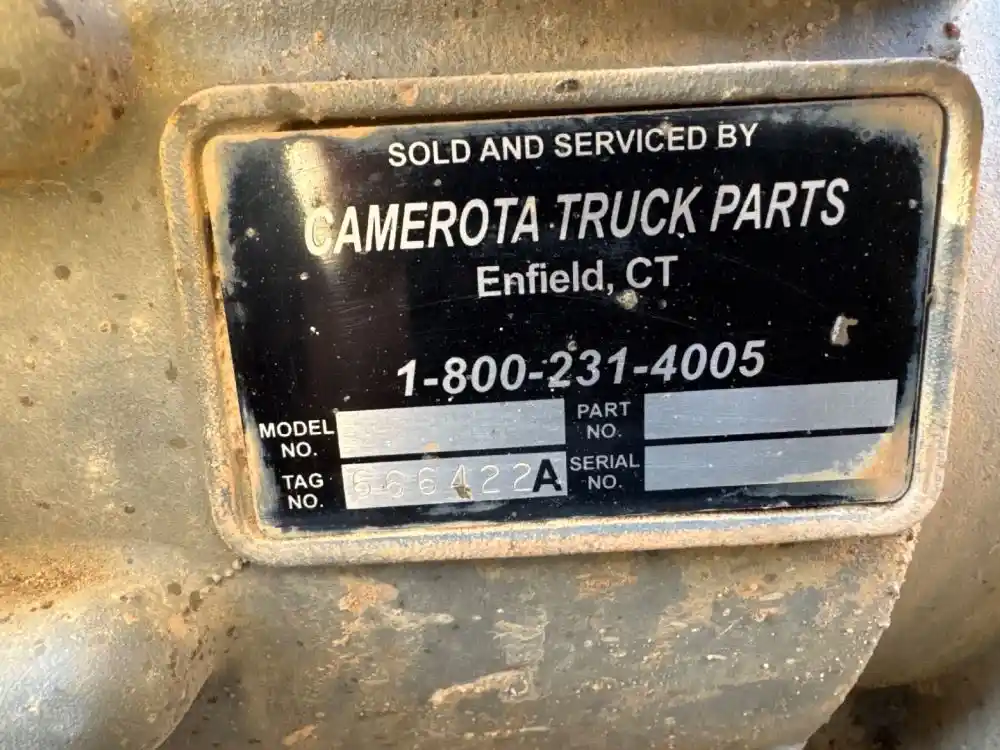 SOLD AND SERVICED BY
CAMEROTA TRUCK PARTS
Enfield, CT
1-800-231-4005
MODEL NO.
PART NO.
TAG NO. 666422A
SERIAL NO.